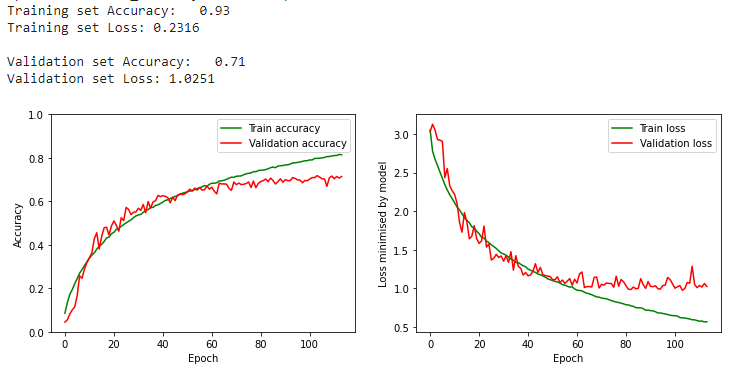 Training set Accuracy: 0.93
Training set Loss: 0.2316
Validation set Accuracy: 0.71
Validation set Loss: 1.0251
1.0
0.8
0.6
0.4
0.2
0.0
Accuracy
Train accuracy
Validation accuracy
0 20 40 60 80 100
Epoch
3.0
2.5
2.0
1.5
1.0
0.5
Loss minimised by model
Train loss
Validation loss
0 20 40 60 80 100
Epoch